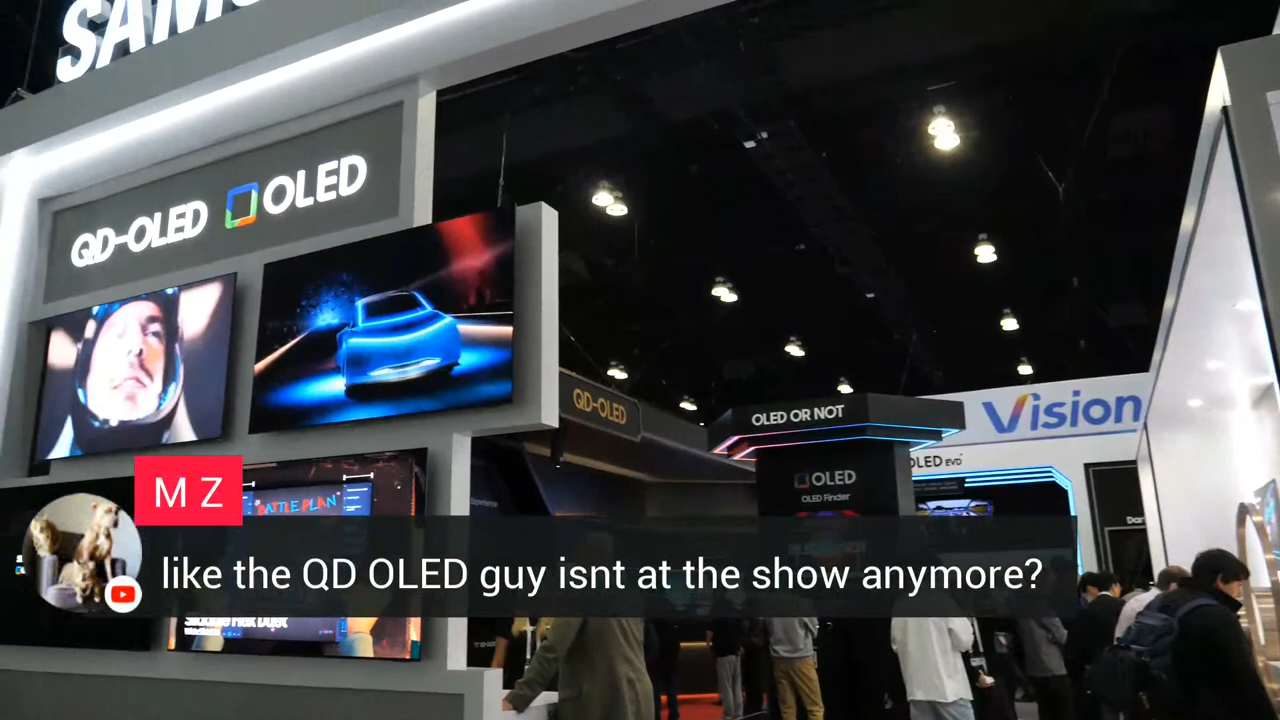 SAMS
QD-OLED OLED
QD-OLED
OLED OR NOT
Vision
OLED
OLED EVO
OLED Finder
BATTLE PLAN
M Z
like the QD OLED guy isnt at the show anymore?